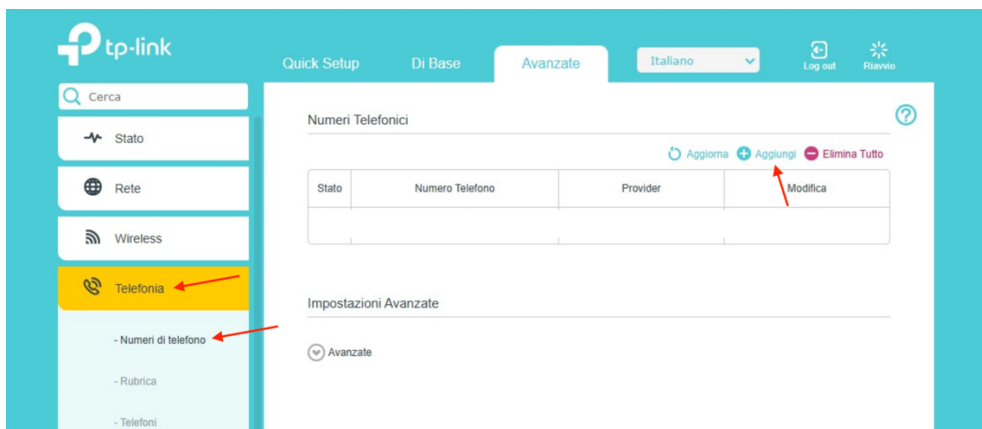 tp-link
Quick Setup Di Base Avanzate Italiano Log out Riavvio
Cerca
Stato
Rete
Wireless
Telefonia
- Numeri di telefono
- Rubrica
- Telefoni
Numeri Telefonici
Aggiorna Aggiungi Elimina Tutto
Stato Numero Telefono Provider Modifica
Impostazioni Avanzate
Avanzate